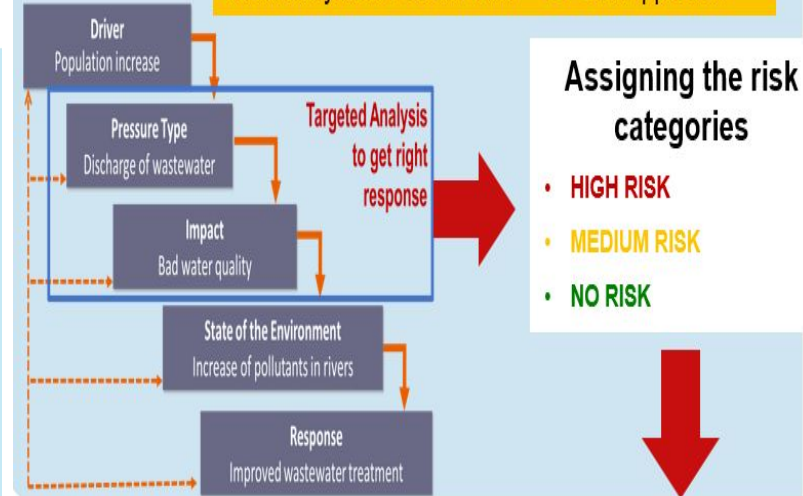 Driver
Population increase
Pressure Type
Discharge of wastewater
Targeted Analysis
to get right
response
Impact
Bad water quality
State of the Environment
Increase of pollutants in rivers
Response
Improved wastewater treatment
Assigning the risk
categories
• HIGH RISK
• MEDIUM RISK
• NO RISK